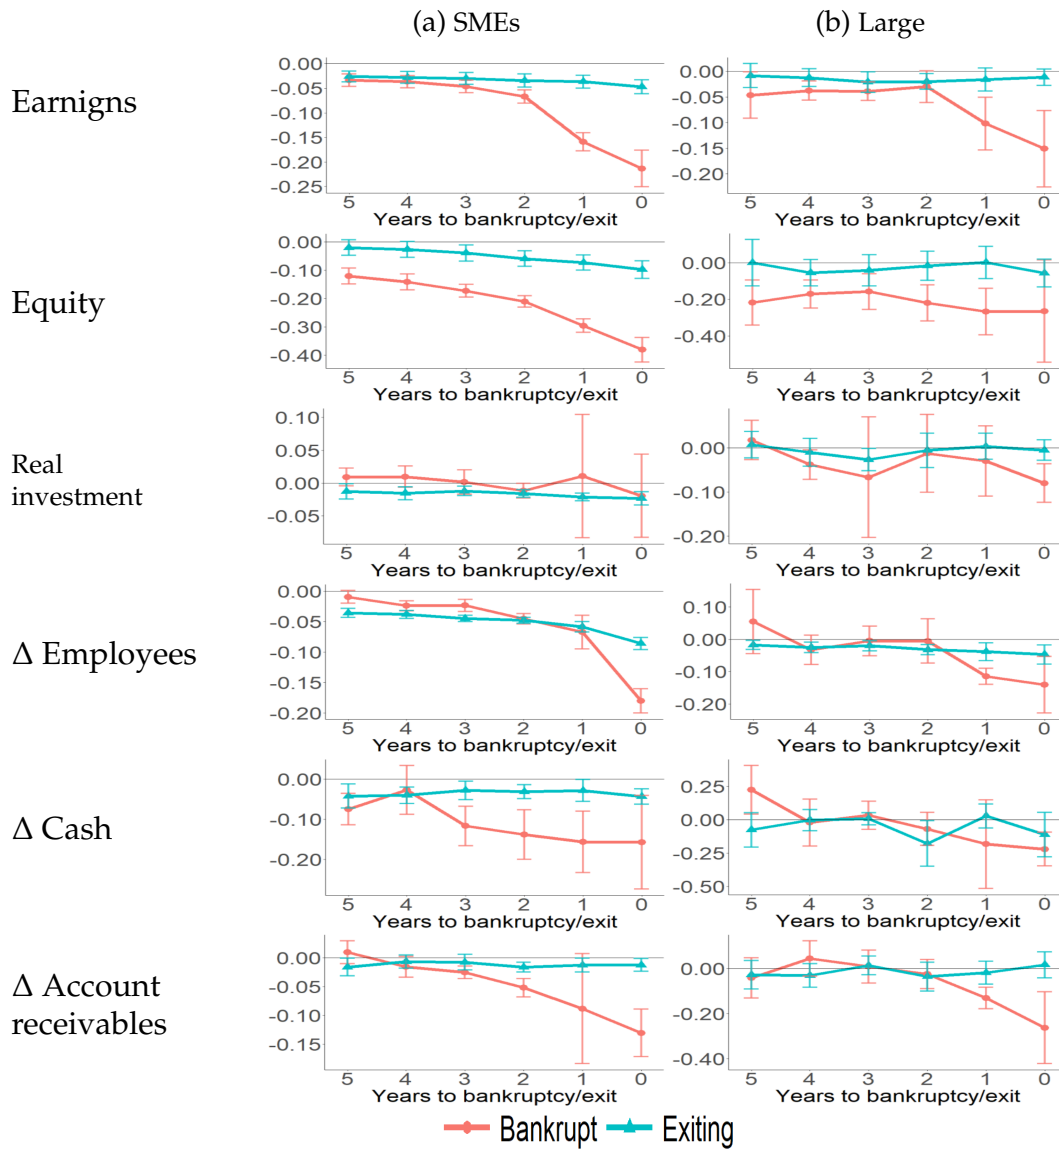 (a) SMEs (b) Large
Earnigns
0.00
-0.05
-0.10
-0.15
-0.20
-0.25
5 4 3 2 1 0
Years to bankruptcy/exit
0.00
-0.05
-0.10
-0.15
-0.20
5 4 3 2 1 0
Years to bankruptcy/exit
Equity
0.00
-0.10
-0.20
-0.30
-0.40
5 4 3 2 1 0
Years to bankruptcy/exit
0.00
-0.20
-0.40
5 4 3 2 1 0
Years to bankruptcy/exit
Real
investment
0.10
0.05
0.00
-0.05
5 4 3 2 1 0
Years to bankruptcy/exit
0.00
-0.10
-0.20
5 4 3 2 1 0
Years to bankruptcy/exit
Δ Employees
0.00
-0.05
-0.10
-0.15
-0.20
5 4 3 2 1 0
Years to bankruptcy/exit
0.10
0.00
-0.10
-0.20
5 4 3 2 1 0
Years to bankruptcy/exit
Δ Cash
0.00
-0.10
-0.20
5 4 3 2 1 0
Years to bankruptcy/exit
0.25
0.00
-0.25
-0.50
5 4 3 2 1 0
Years to bankruptcy/exit
Δ Account
receivables
0.00
-0.05
-0.10
-0.15
5 4 3 2 1 0
Years to bankruptcy/exit
0.00
-0.20
-0.40
5 4 3 2 1 0
Years to bankruptcy/exit
Bankrupt Exiting